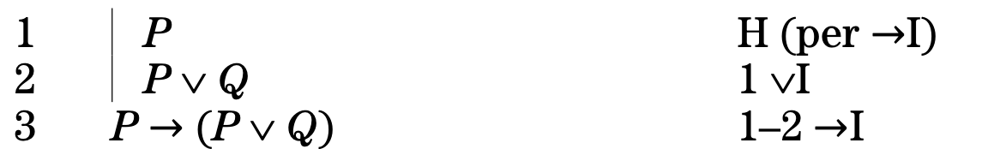 1 P H (per →I)
2 P ∨ Q 1 ∨I
3 P → (P ∨ Q) 1–2 →I